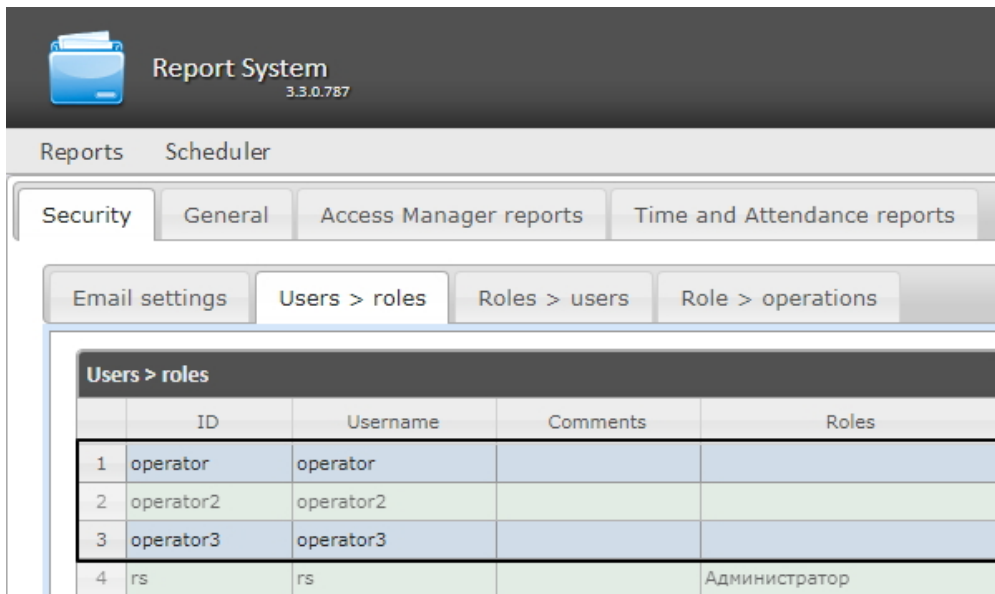 Report System
3.3.0.787
Reports Scheduler
Security General Access Manager reports Time and Attendance reports
Email settings Users > roles Roles > users Role > operations
Users > roles
ID Username Comments Roles
1 operator operator
2 operator2 operator2
3 operator3 operator3
4 rs rs Администратор